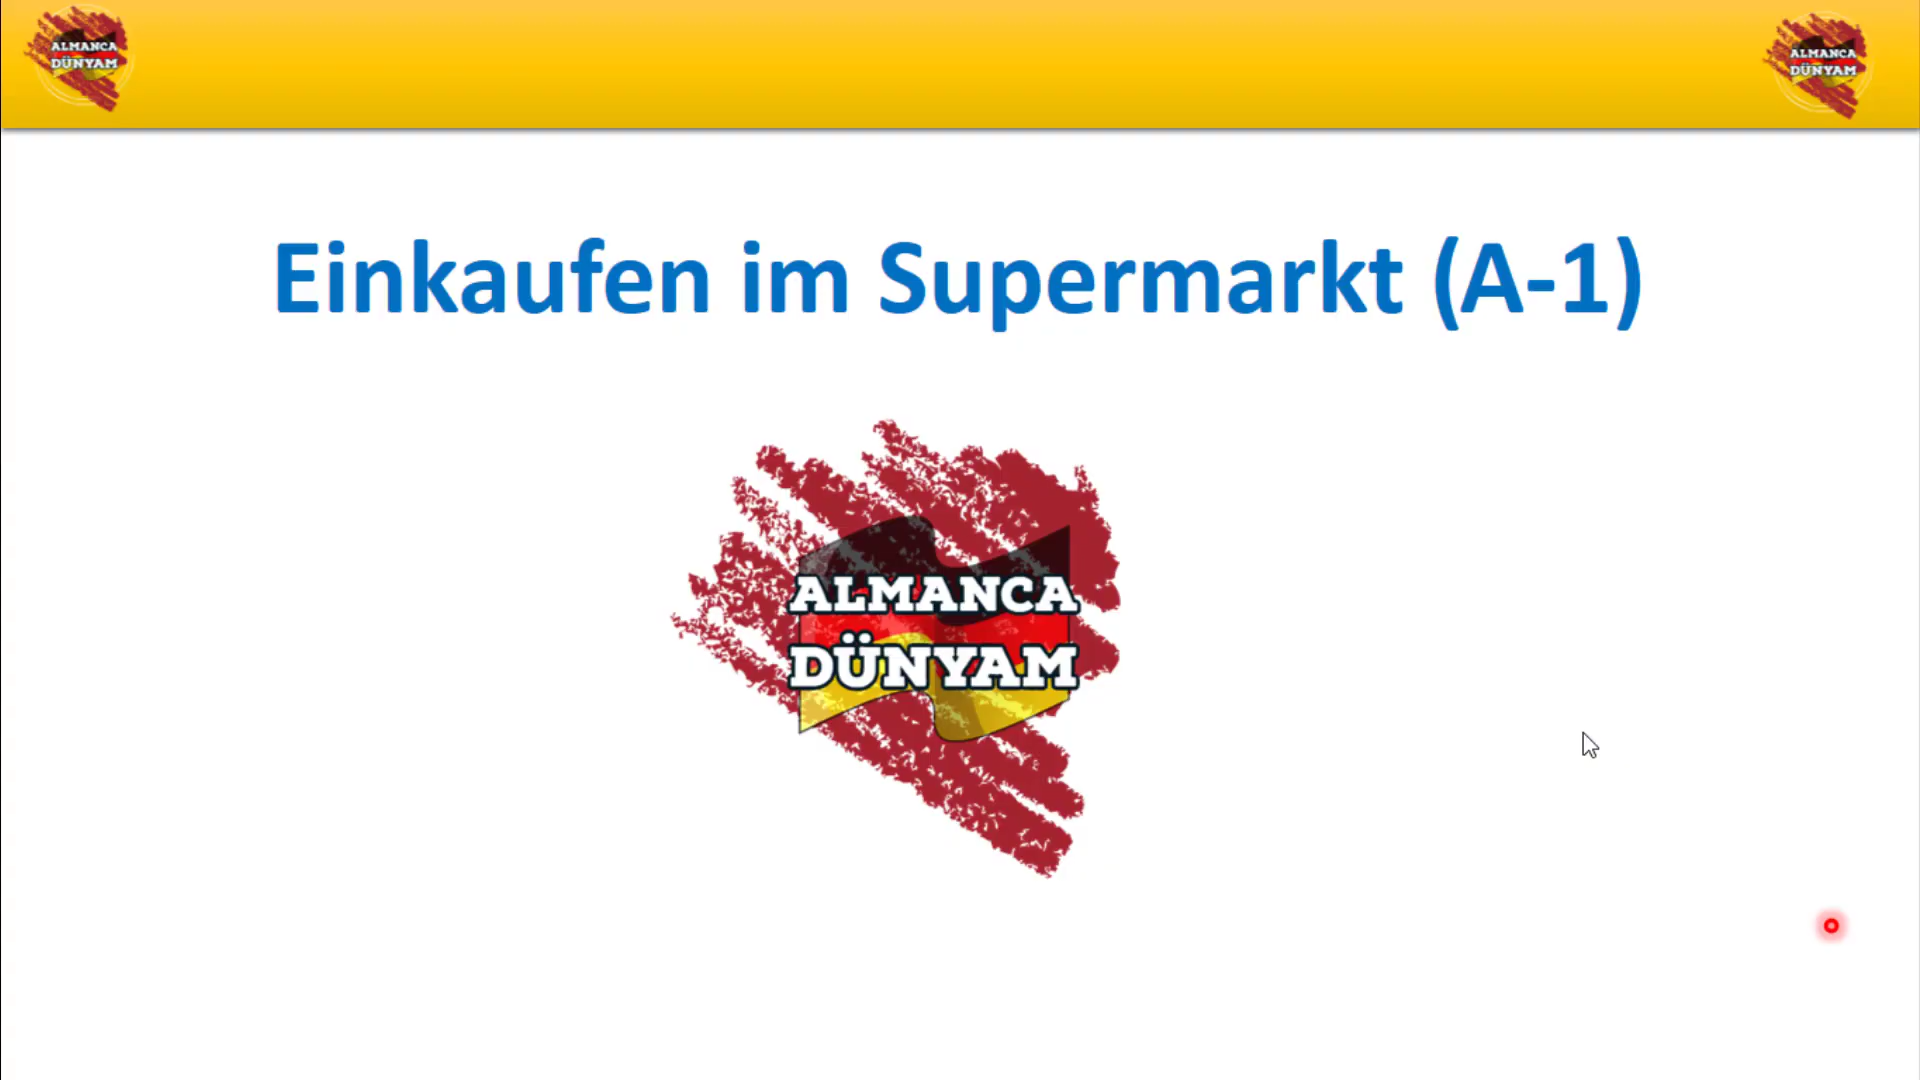 ALMANCA
DÜNYAM
ALMANCA
DÜNYAM
Einkaufen im Supermarkt (A-1)
ALMANCA
DÜNYAM